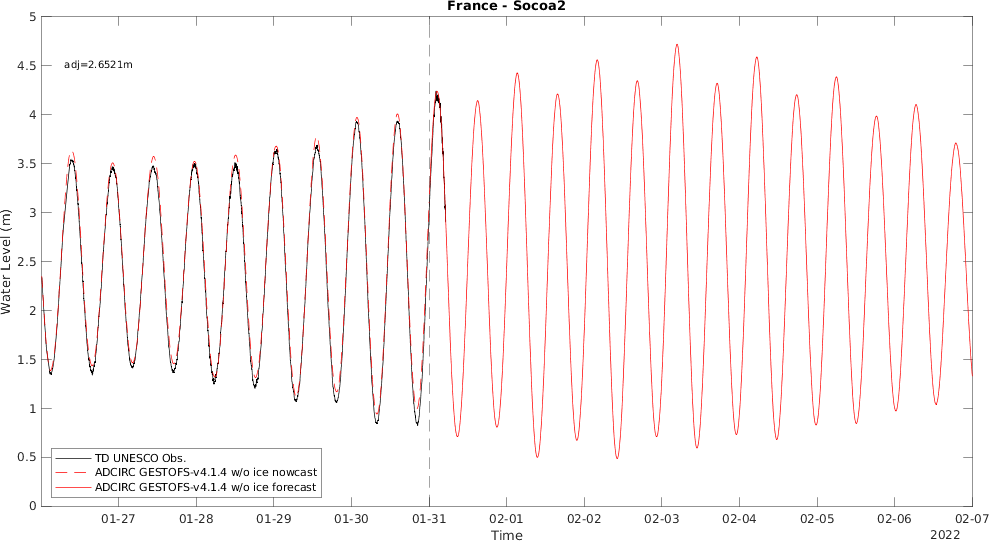 France - Socoa2
adj=2.6521m
Water Level (m)
5
4.5
4
3.5
3
2.5
2
1.5
1
0.5
0
TD UNESCO Obs.
ADCIRC GESTOFS-v4.1.4 w/o ice nowcast
ADCIRC GESTOFS-v4.1.4 w/o ice forecast
01-27 01-28 01-29 01-30 01-31 02-01 02-02 02-03 02-04 02-05 02-06 02-07
Time
2022